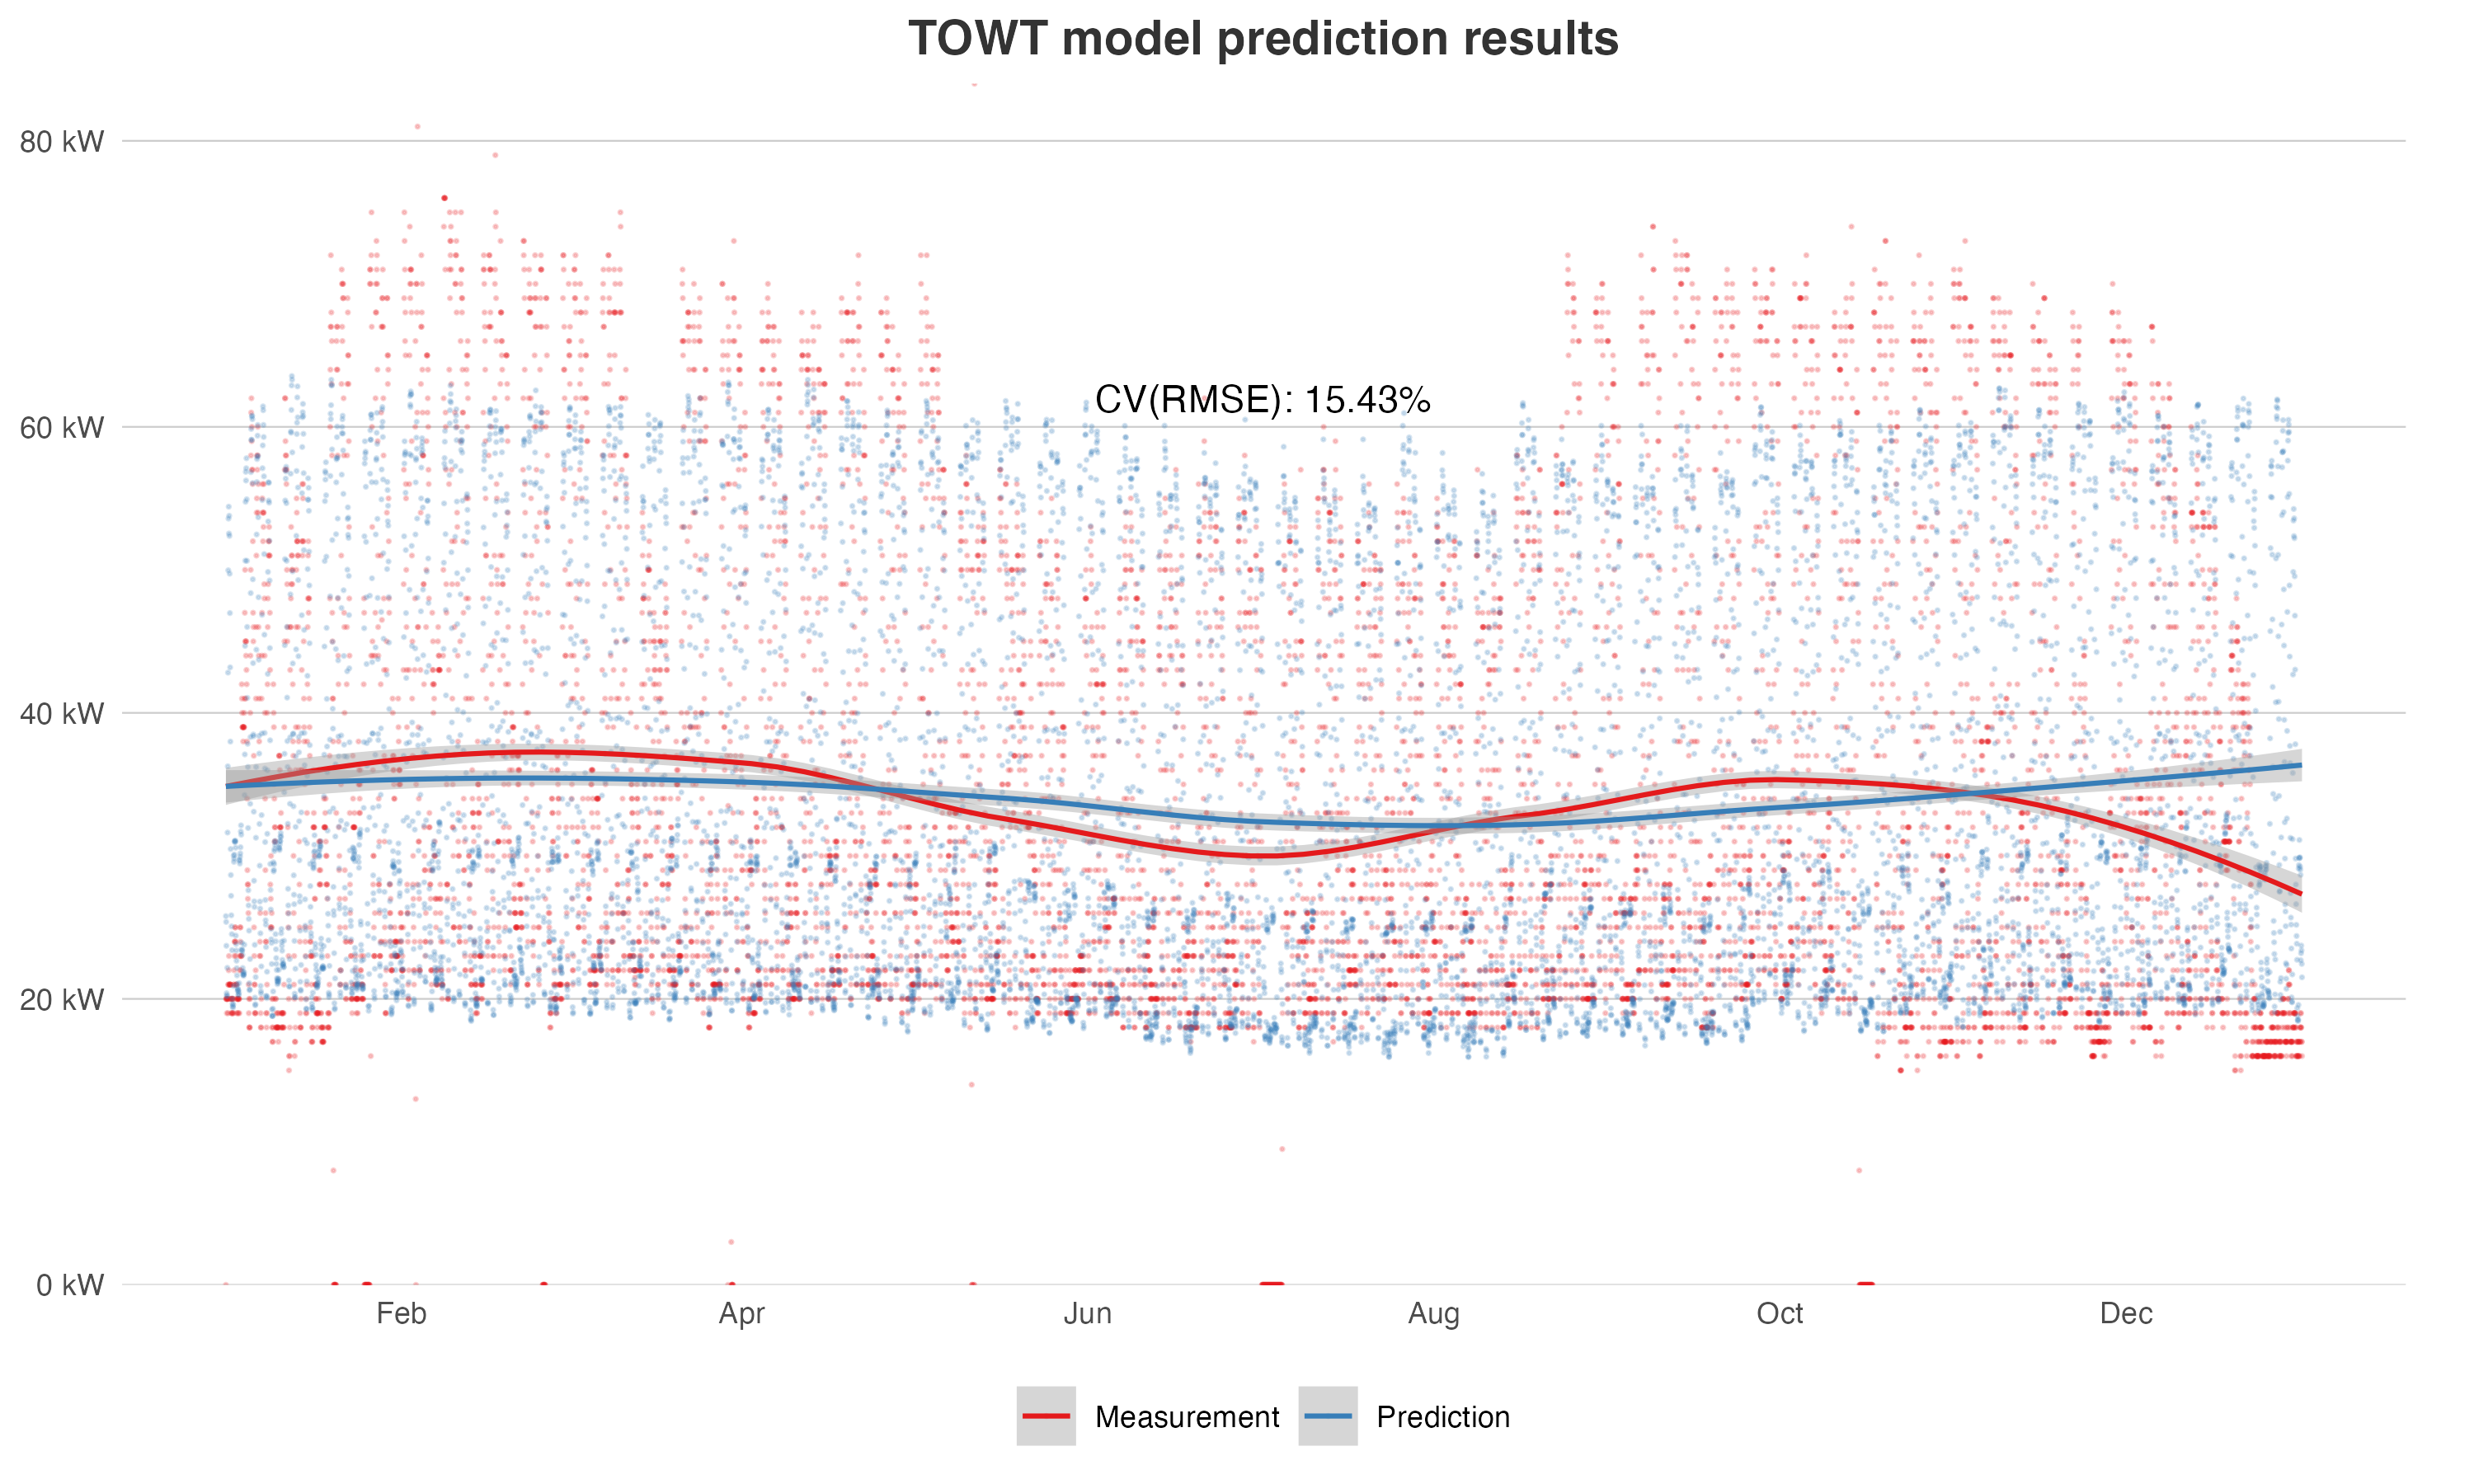 TOWT model prediction results
80 kW
CV(RMSE): 15.43%
60 kW
40 kW
20 kW
0 kW
Feb Apr Jun Aug Oct Dec
Measurement Prediction